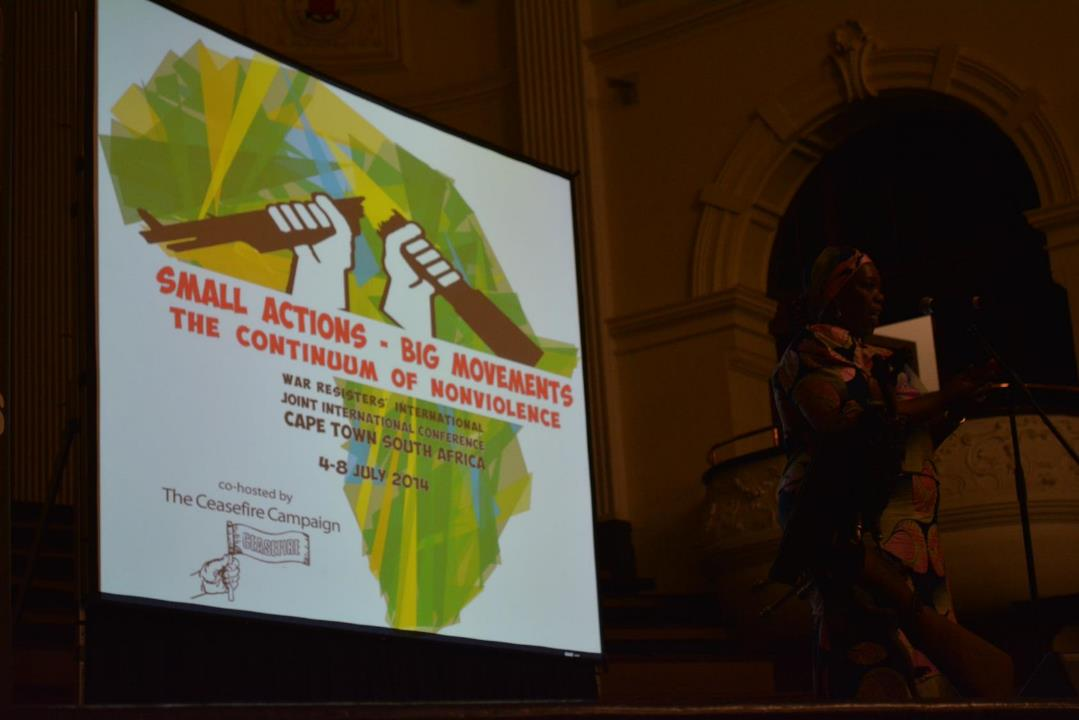 SMALL ACTIONS - BIG MOVEMENTS
THE CONTINUUM OF NONVIOLENCE
WAR RESISTERS' INTERNATIONAL
JOINT INTERNATIONAL CONFERENCE
CAPE TOWN SOUTH AFRICA
4-8 JULY 2014
co-hosted by
The Ceasefire Campaign
CEASEFIRE